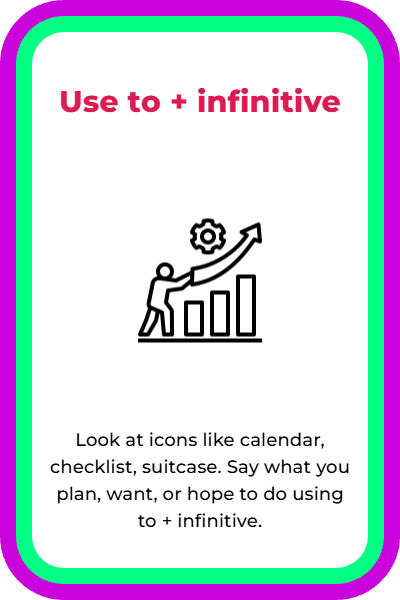 Use to + infinitive
Look at icons like calendar,
checklist, suitcase. Say what you
plan, want, or hope to do using
to + infinitive.